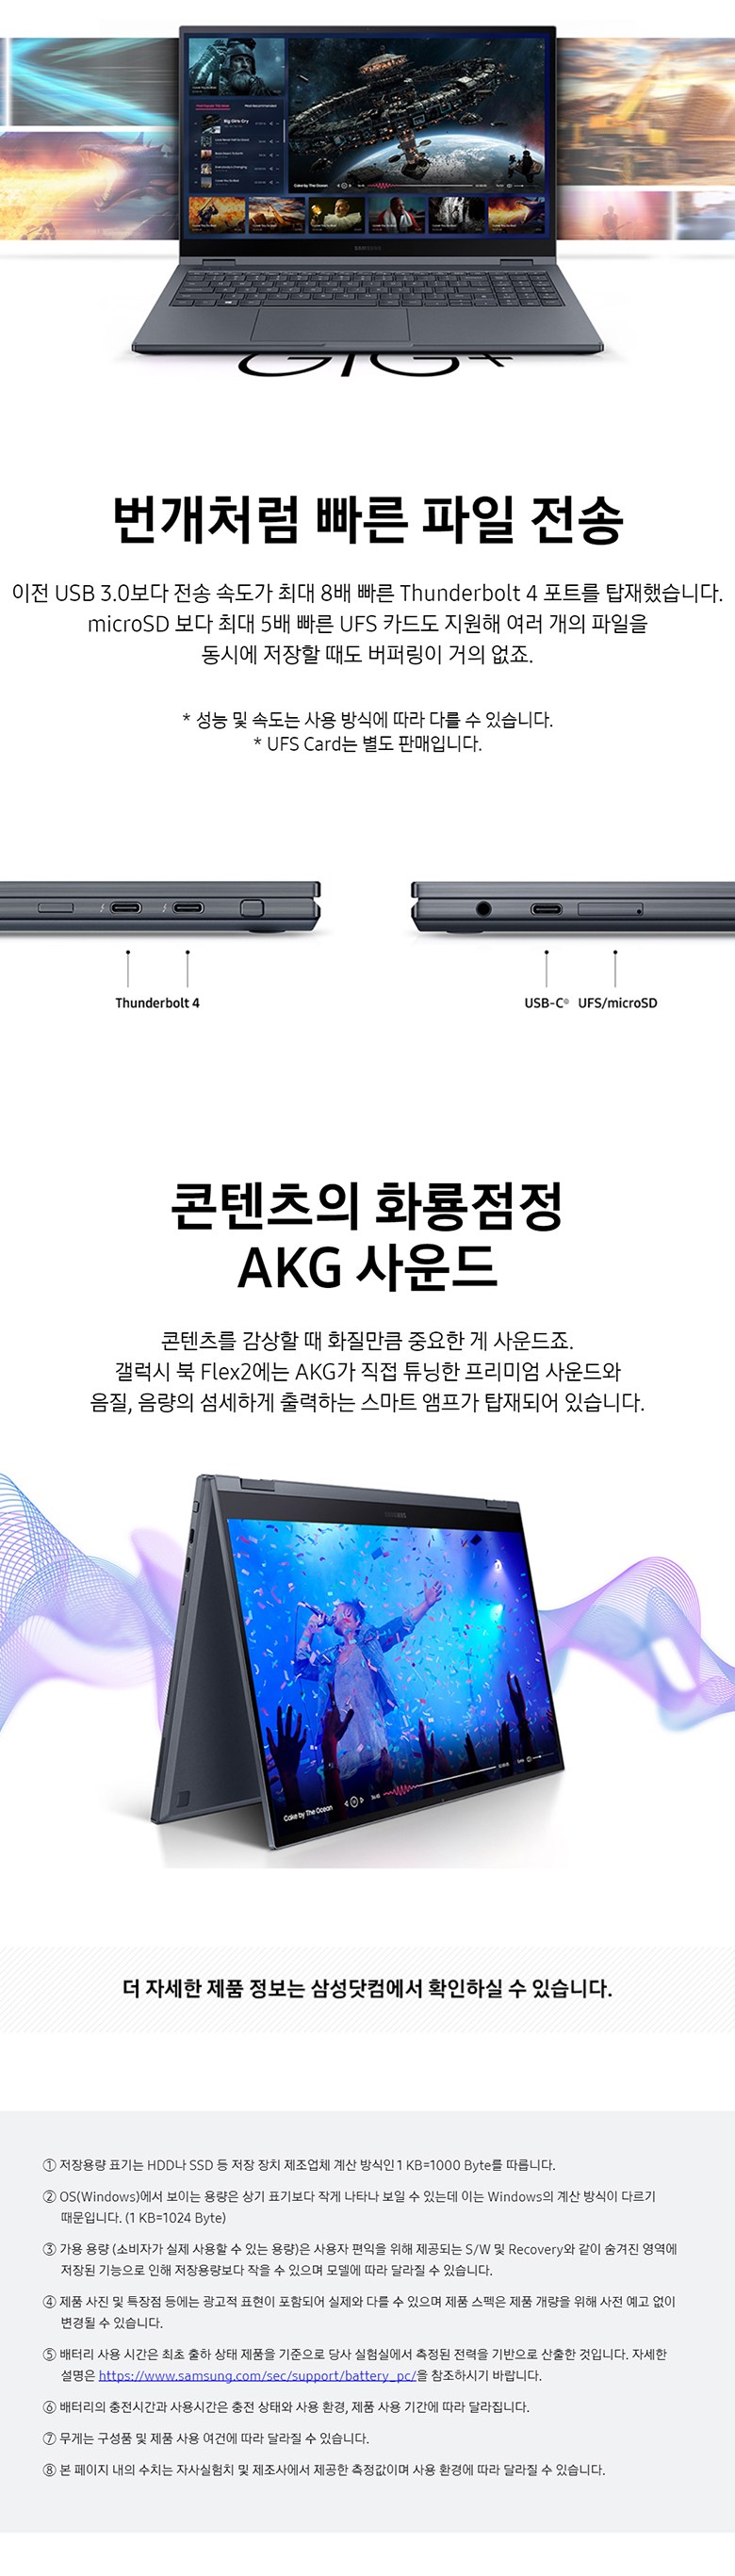 Big Girls Cry
Cake by The Ocean
SAMSUNG
번개처럼 빠른 파일 전송
이전 USB 3.0보다 전송 속도가 최대 8배 빠른 Thunderbolt 4 포트를 탑재했습니다.
microSD 보다 최대 5배 빠른 UFS 카드도 지원해 여러 개의 파일을
동시에 저장할 때도 버퍼링이 거의 없죠.
* 성능 및 속도는 사용 방식에 따라 다를 수 있습니다.
* UFS Card는 별도 판매입니다.
Thunderbolt 4
USB-C® UFS/microSD
콘텐츠의 화룡점정
AKG 사운드
콘텐츠를 감상할 때 화질만큼 중요한 게 사운드죠.
갤럭시 북 Flex2에는 AKG가 직접 튜닝한 프리미엄 사운드와
음질, 음량의 섬세하게 출력하는 스마트 앰프가 탑재되어 있습니다.
Cake by The Ocean
더 자세한 제품 정보는 삼성닷컴에서 확인하실 수 있습니다.
① 저장용량 표기는 HDD나 SSD 등 저장 장치 제조업체 계산 방식인 1 KB=1000 Byte를 따릅니다.
② OS(Windows)에서 보이는 용량은 상기 표기보다 작게 나타나 보일 수 있는데 이는 Windows의 계산 방식이 다르기
때문입니다. (1 KB=1024 Byte)
③ 가용 용량 (소비자가 실제 사용할 수 있는 용량)은 사용자 편익을 위해 제공되는 S/W 및 Recovery와 같이 숨겨진 영역에
저장된 기능으로 인해 저장용량보다 작을 수 있으며 모델에 따라 달라질 수 있습니다.
④ 제품 사진 및 특장점 등에는 광고적 표현이 포함되어 실제와 다를 수 있으며 제품 스펙은 제품 개량을 위해 사전 예고 없이
변경될 수 있습니다.
⑤ 배터리 사용 시간은 최초 출하 상태 제품을 기준으로 당사 실험실에서 측정된 전력을 기반으로 산출한 것입니다. 자세한
설명은 https://www.samsung.com/sec/support/battery_pc/을 참조하시기 바랍니다.
⑥ 배터리의 충전시간과 사용시간은 충전 상태와 사용 환경, 제품 사용 기간에 따라 달라집니다.
⑦ 무게는 구성품 및 제품 사용 여건에 따라 달라질 수 있습니다.
⑧ 본 페이지 내의 수치는 자사실험치 및 제조사에서 제공한 측정값이며 사용 환경에 따라 달라질 수 있습니다.